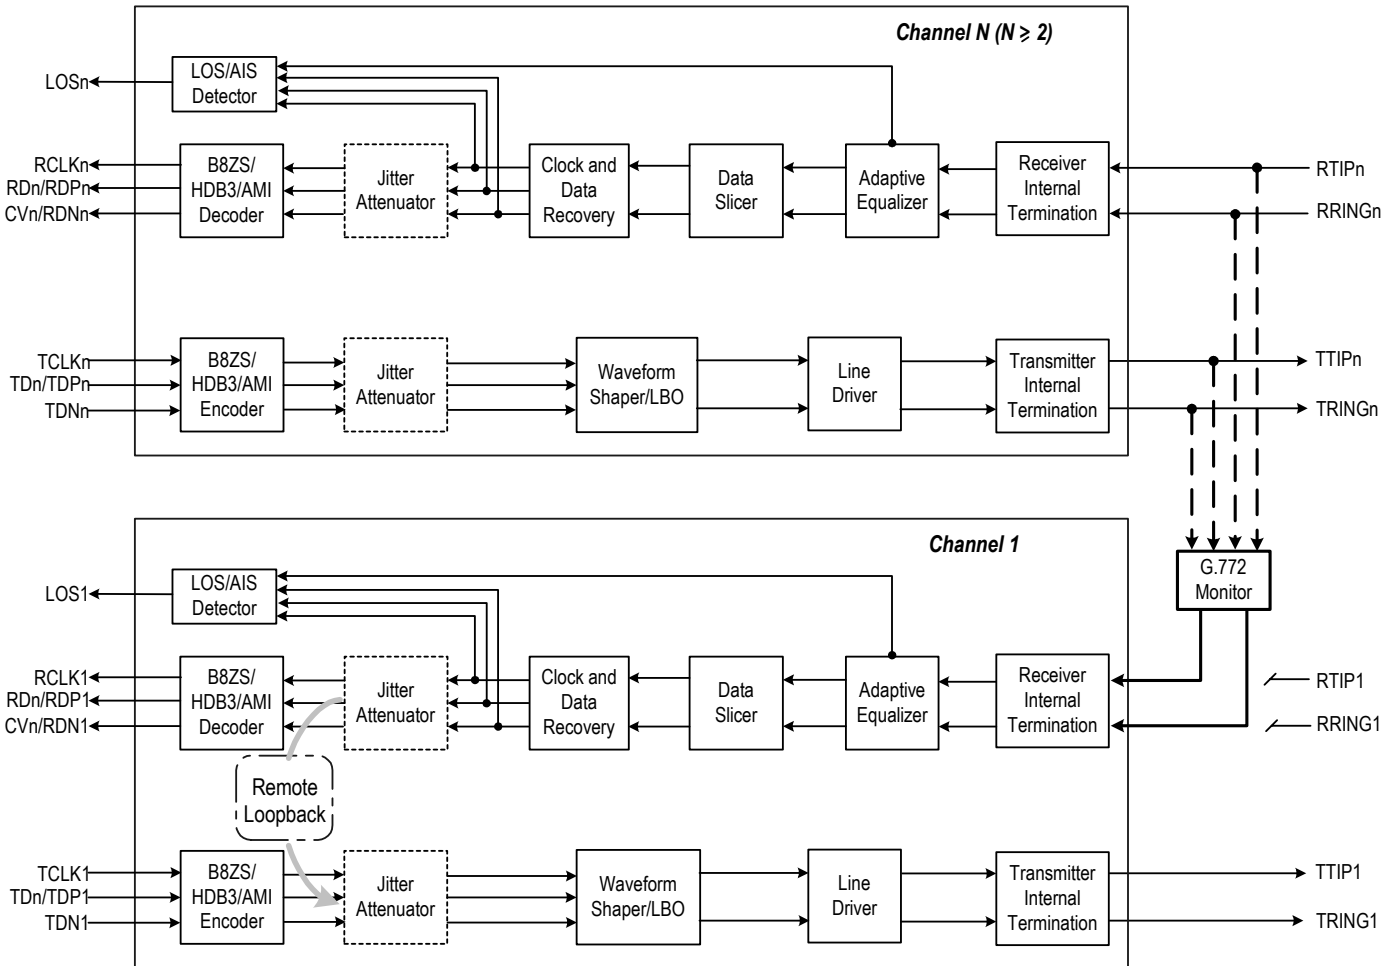 Channel N (N ≥ 2)
LOSn
LOS/AIS
Detector
RCLKn
RDn/RDPn
CVn/RDNn
B8ZS/
HDB3/AMI
Decoder
Jitter
Attenuator
Clock and
Data
Recovery
Data
Slicer
Adaptive
Equalizer
Receiver
Internal
Termination
RTIPn
RRINGn
TCLKn
TDn/TDPn
TDNn
B8ZS/
HDB3/AMI
Encoder
Jitter
Attenuator
Waveform
Shaper/LBO
Line
Driver
Transmitter
Internal
Termination
TTIPn
TRINGn
Channel 1
G.772
Monitor
LOS1
LOS/AIS
Detector
RCLK1
RDn/RDP1
CVn/RDN1
B8ZS/
HDB3/AMI
Decoder
Jitter
Attenuator
Clock and
Data
Recovery
Data
Slicer
Adaptive
Equalizer
Receiver
Internal
Termination
RTIP1
RRING1
Remote
Loopback
TCLK1
TDn/TDP1
TDN1
B8ZS/
HDB3/AMI
Encoder
Jitter
Attenuator
Waveform
Shaper/LBO
Line
Driver
Transmitter
Internal
Termination
TTIP1
TRING1